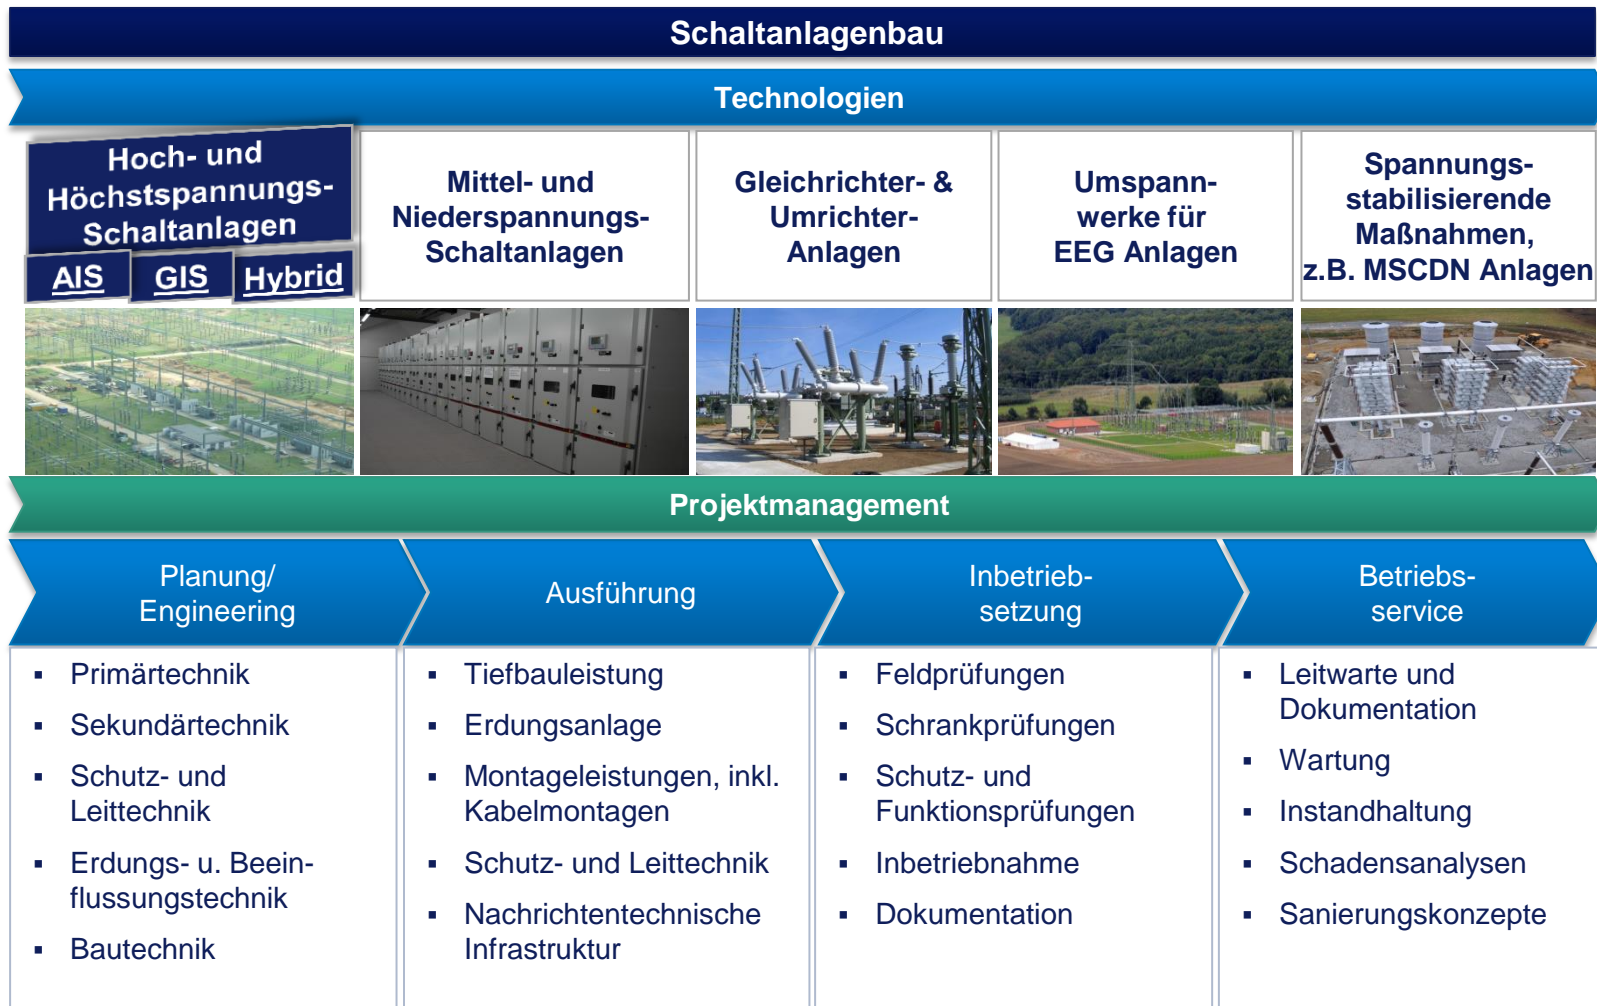 Schaltanlagenbau
Technologien
Hoch- und
Höchstspannungs-
Schaltanlagen
AIS
GIS
Hybrid
Mittel- und
Niederspannungs-
Schaltanlagen
Gleichrichter- &
Umrichter-
Anlagen
Umspann-
werke für
EEG Anlagen
Spannungs-
stabilisierende
Maßnahmen,
z.B. MSCDN Anlagen
Projektmanagement
Planung/
Engineering
▪ Primärtechnik
▪ Sekundärtechnik
▪ Schutz- und
Leittechnik
▪ Erdungs- u. Beein-
flussungstechnik
▪ Bautechnik
Ausführung
▪ Tiefbauleistung
▪ Erdungsanlage
▪ Montageleistungen, inkl.
Kabelmontagen
▪ Schutz- und Leittechnik
▪ Nachrichtentechnische
Infrastruktur
Inbetrieb-
setzung
▪ Feldprüfungen
▪ Schrankprüfungen
▪ Schutz- und
Funktionsprüfungen
▪ Inbetriebnahme
▪ Dokumentation
Betriebs-
service
▪ Leitwarte und
Dokumentation
▪ Wartung
▪ Instandhaltung
▪ Schadensanalysen
▪ Sanierungskonzepte